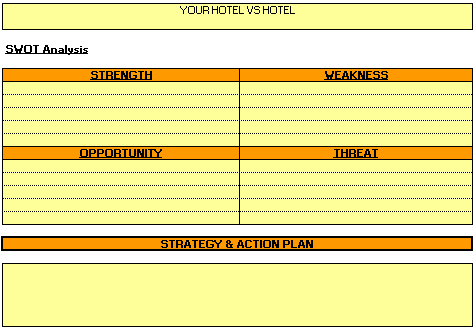 YOUR HOTEL VS HOTEL
SWOT Analysis
STRENGTH WEAKNESS
OPPORTUNITY THREAT
STRATEGY & ACTION PLAN